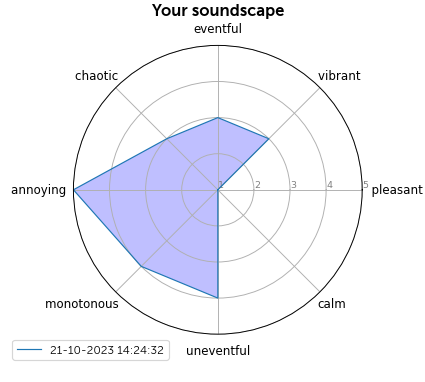 Your soundscape
eventful
chaotic
vibrant
annoying
1 2 3 4 5
pleasant
monotonous
calm
uneventful
21-10-2023 14:24:32